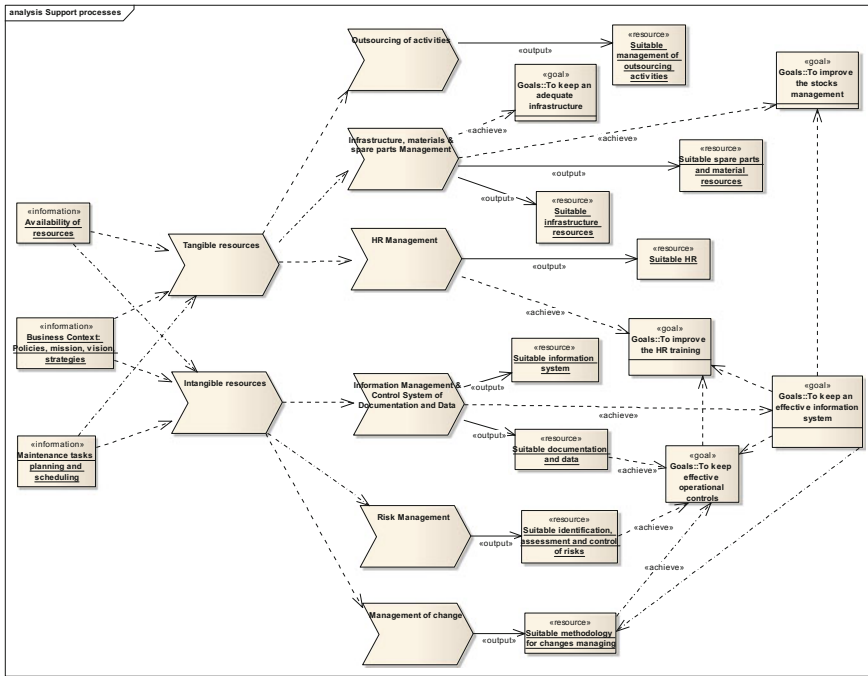 analysis Support processes
Outsourcing of activities
«output»
«resource»
Suitable
management of
outsourcing
activities
«goal»
Goals::To keep an
adequate
infrastructure
«goal»
Goals::To improve
the stocks
management
Infrastructure, materials &
spare parts Management
«achieve»
«achieve»
«output»
«resource»
Suitable spare parts
and material
resources
«output»
«resource»
Suitable
infrastructure
resources
«information»
Availability of
resources
Tangible resources
HR Management
«output»
«resource»
Suitable HR
«achieve»
«information»
Business Context:
Policies, mission, vision,
strategies
«goal»
Goals::To improve
the HR training
Intangible resources
Information Management &
Control System of
Documentation and Data
«output»
«resource»
Suitable information
system
«achieve»
«goal»
Goals::To keep an
effective information
system
«output»
«resource»
Suitable documentation
and data
«achieve»
«goal»
Goals::To keep
effective
operational
controls
«information»
Maintenance tasks
planning and
scheduling
Risk Management
«output»
«resource»
Suitable identification,
assessment and control
of risks
«achieve»
«achieve»
Management of change
«output»
«resource»
Suitable methodology
for changes managing